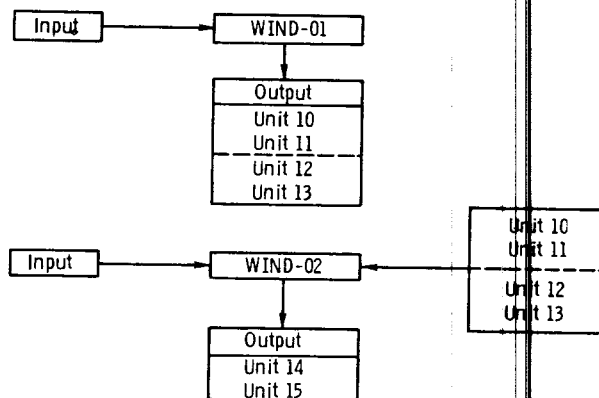 Input
WIND-01
Output
Unit 10
Unit 11
Unit 12
Unit 13
Unit 10
Unit 11
Unit 12
Unit 13
Input
WIND-02
Output
Unit 14
Unit 15